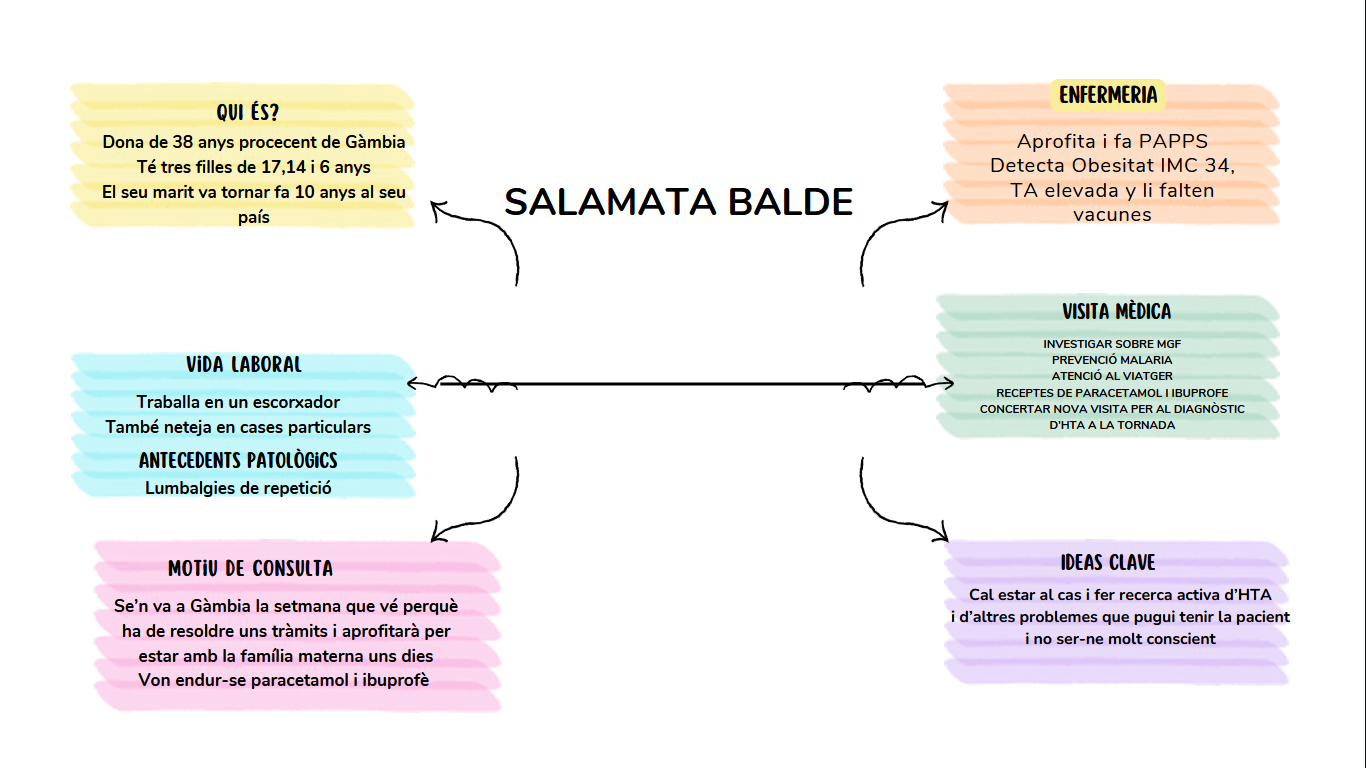 SALAMATA BALDE
QUI ÉS?
Dona de 38 anys procecent de Gàmbia
Té tres filles de 17,14 i 6 anys
El seu marit va tornar fa 10 anys al seu
país
VIDA LABORAL
Traballa en un escorxador
També neteja en cases particulars
ANTECEDENTS PATOLÒGICS
Lumbalgies de repetició
MOTIU DE CONSULTA
Se'n va a Gàmbia la setmana que vé perquè
ha de resoldre uns tràmits i aprofitarà per
estar amb la família materna uns dies
Von endur-se paracetamol i ibuprofè
ENFERMERIA
Aprofita i fa PAPPS
Detecta Obesitat IMC 34,
TA elevada y li falten
vacunes
VISITA MÈDICA
INVESTIGAR SOBRE MGF
PREVENCIÓ MALARIA
ATENCIÓ AL VIATGER
RECEPTES DE PARACETAMOL I IBUPROFE
CONCERTAR NOVA VISITA PER AL DIAGNÒSTIC
D'HTA A LA TORNADA
IDEAS CLAVE
Cal estar al cas i fer recerca activa d'HTA
i d'altres problemes que pugui tenir la pacient
i no ser-ne molt conscient